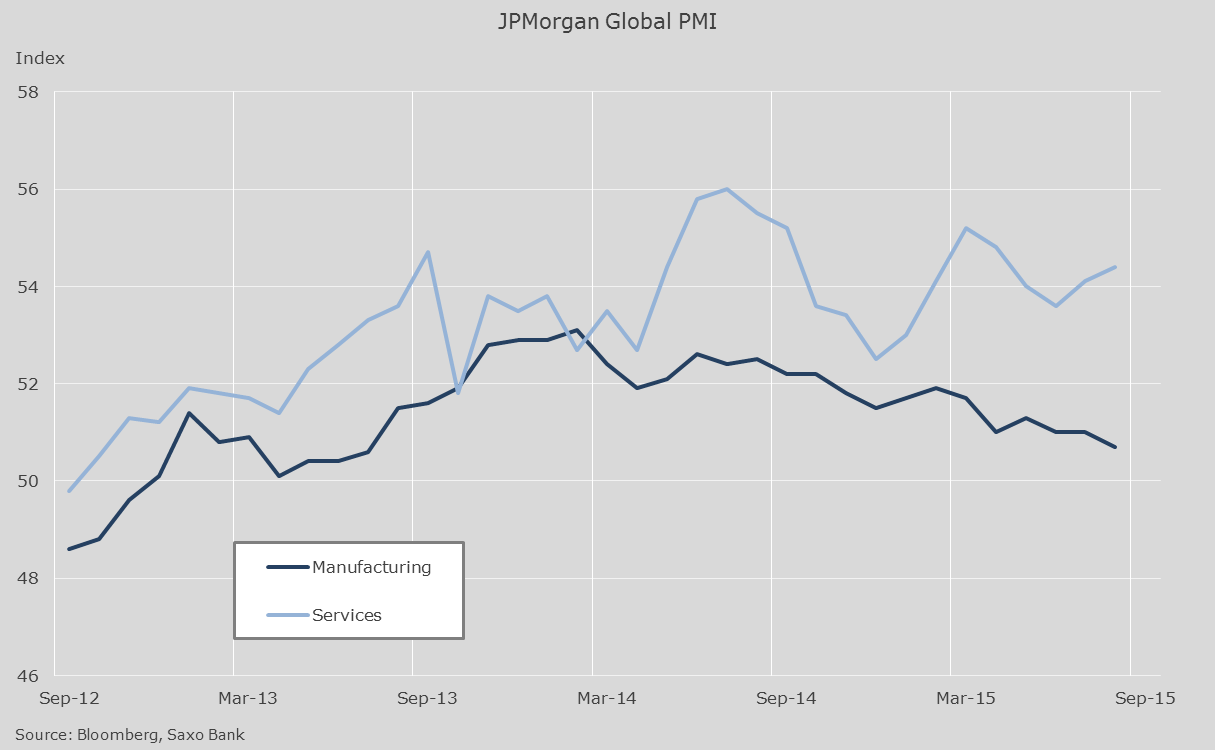 JPMorgan Global PMI
Index
58
56
54
52
50
48
46
Manufacturing
Services
Sep-12 Mar-13 Sep-13 Mar-14 Sep-14 Mar-15 Sep-15
Source: Bloomberg, Saxo Bank